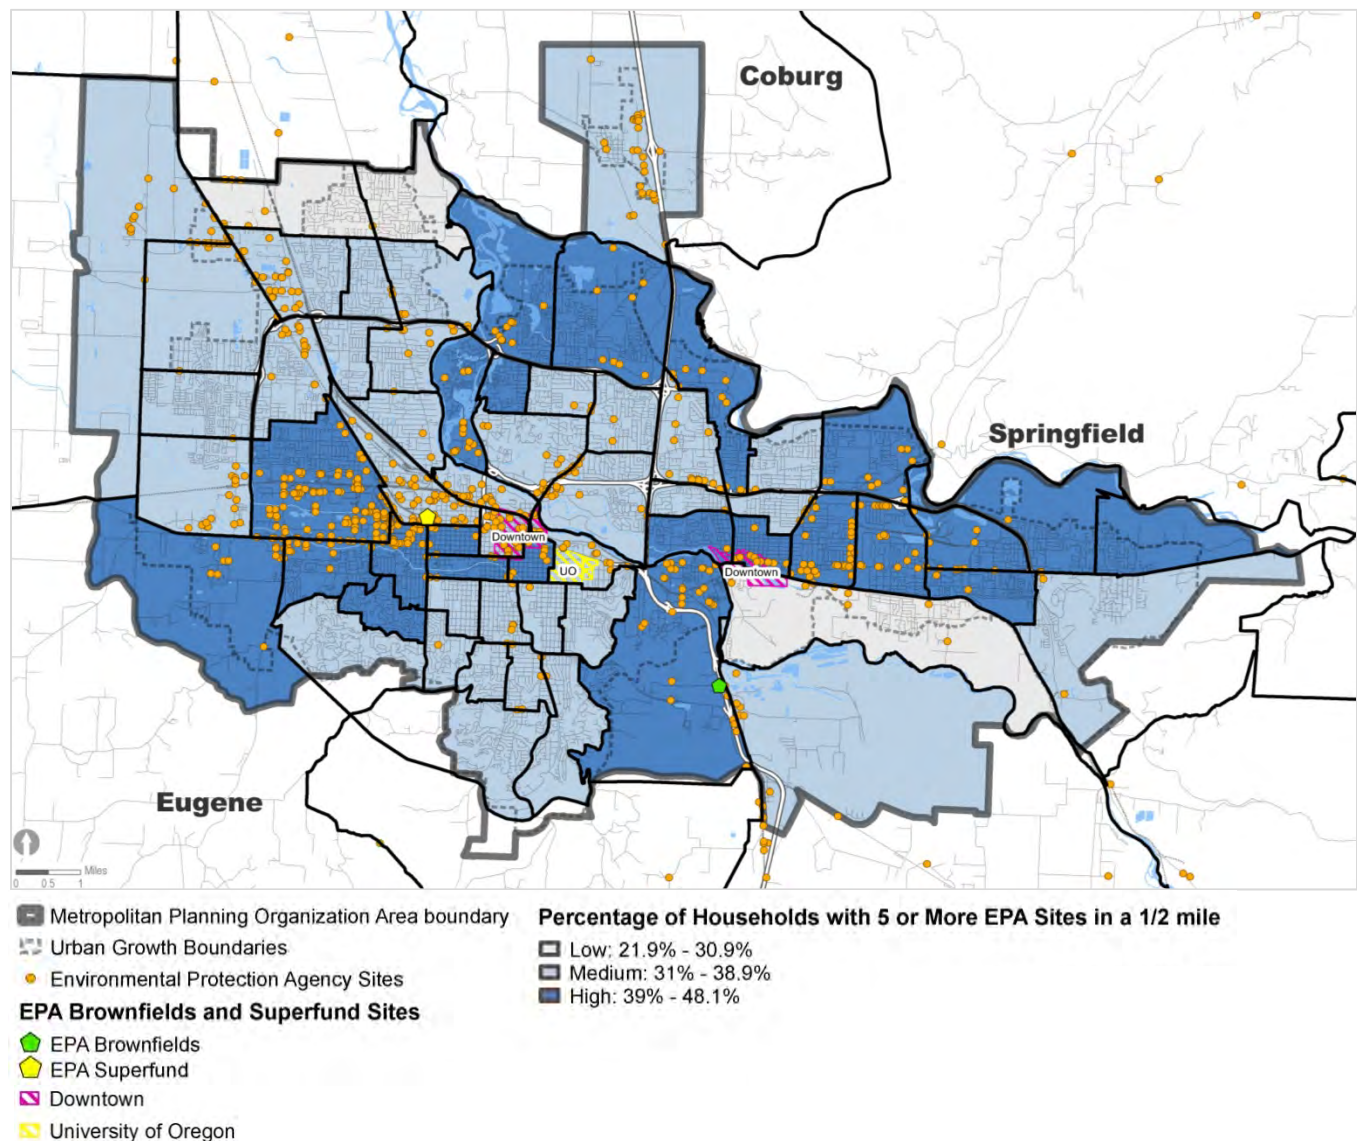 Coburg
Springfield
Downtown
UO
Downtown
Eugene
Miles
0 0.5 1
Metropolitan Planning Organization Area boundary
Urban Growth Boundaries
Environmental Protection Agency Sites
EPA Brownfields and Superfund Sites
EPA Brownfields
EPA Superfund
Downtown
University of Oregon
Percentage of Households with 5 or More EPA Sites in a 1/2 mile
Low: 21.9% - 30.9%
Medium: 31% - 38.9%
High: 39% - 48.1%